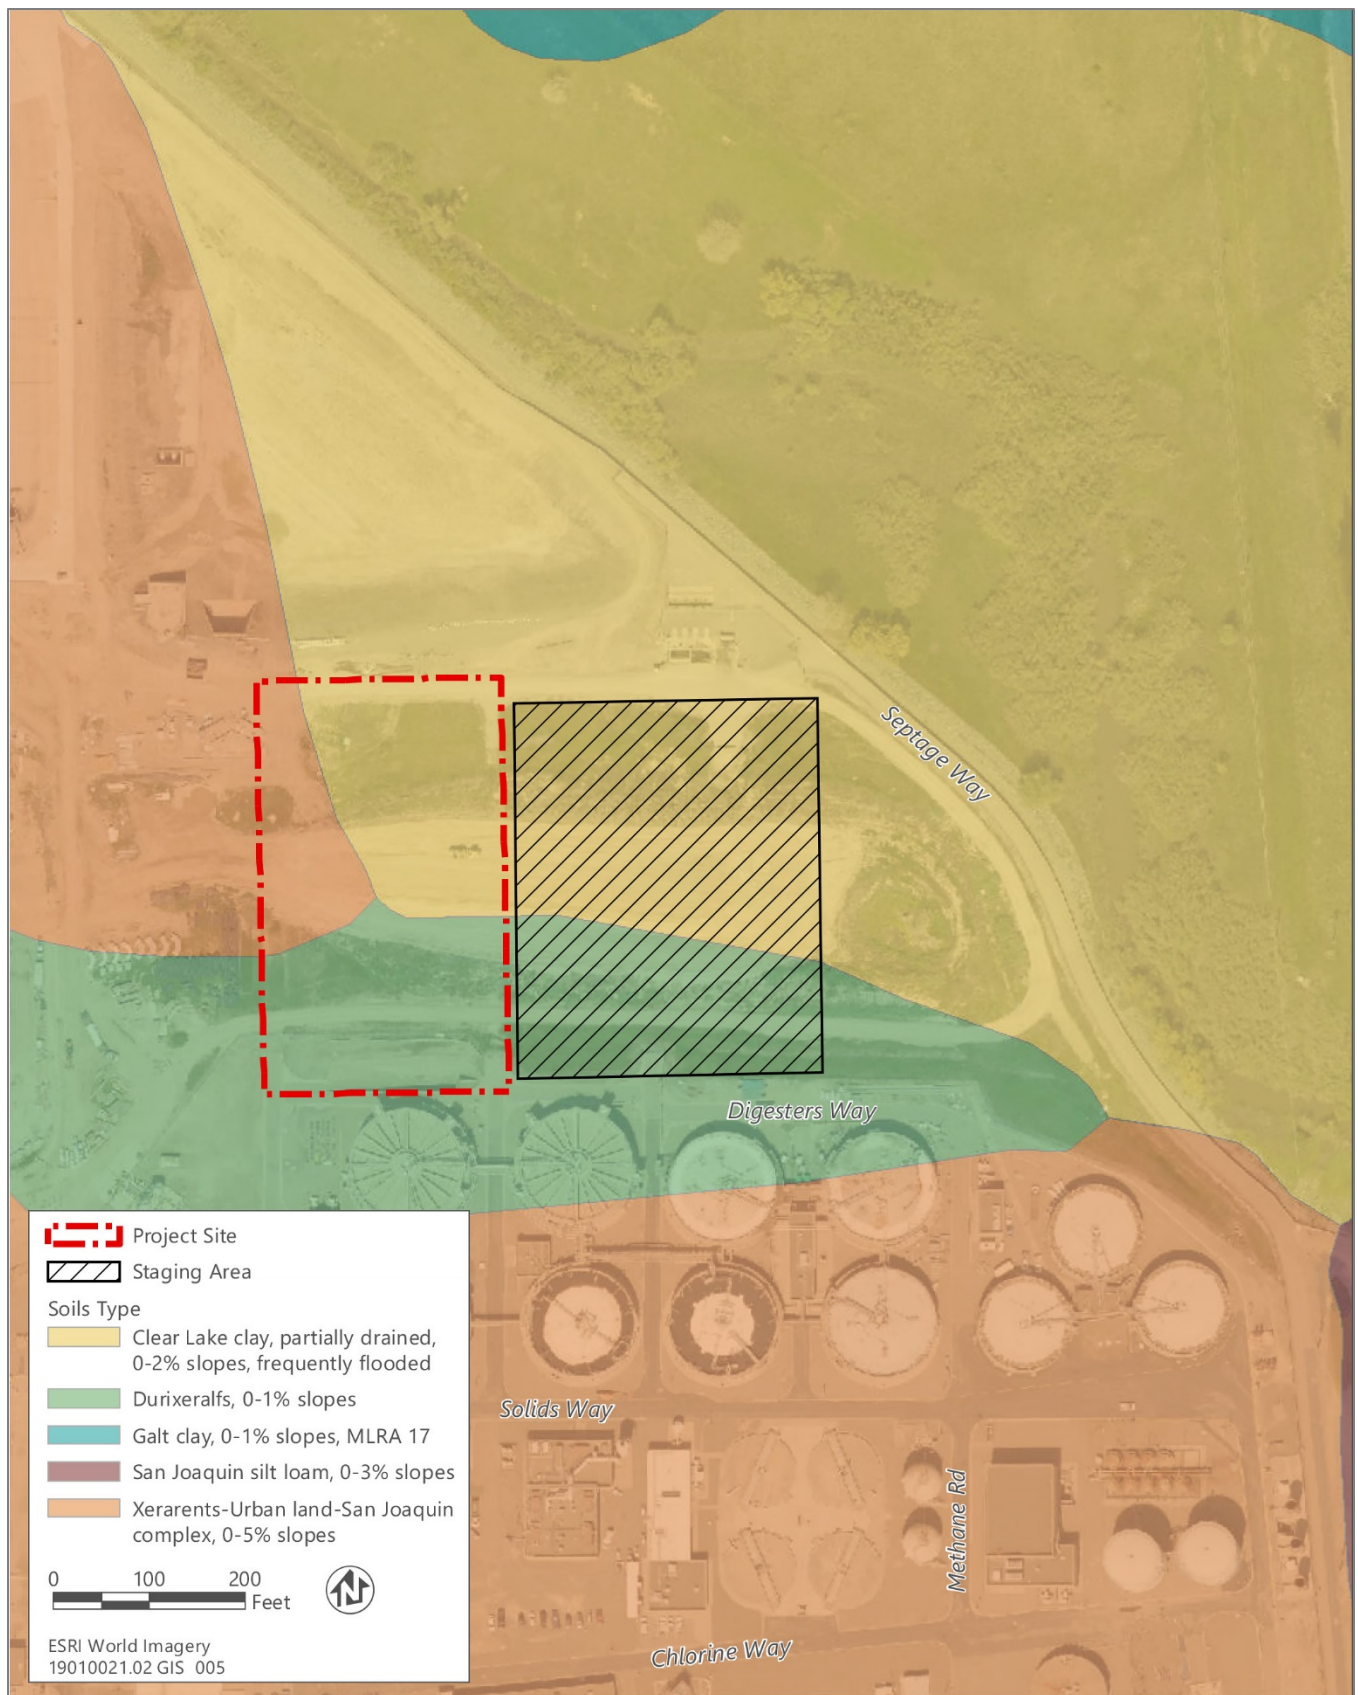 Septage Way
Digesters Way
Solids Way
Methane Rd
Chlorine Way
Project Site
Staging Area
Soils Type
Clear Lake clay, partially drained,
0-2% slopes, frequently flooded
Durixeralfs, 0-1% slopes
Galt clay, 0-1% slopes, MLRA 17
San Joaquin silt loam, 0-3% slopes
Xerarents-Urban land-San Joaquin
complex, 0-5% slopes
0 100 200
Feet
N
ESRI World Imagery
19010021.02 GIS 005